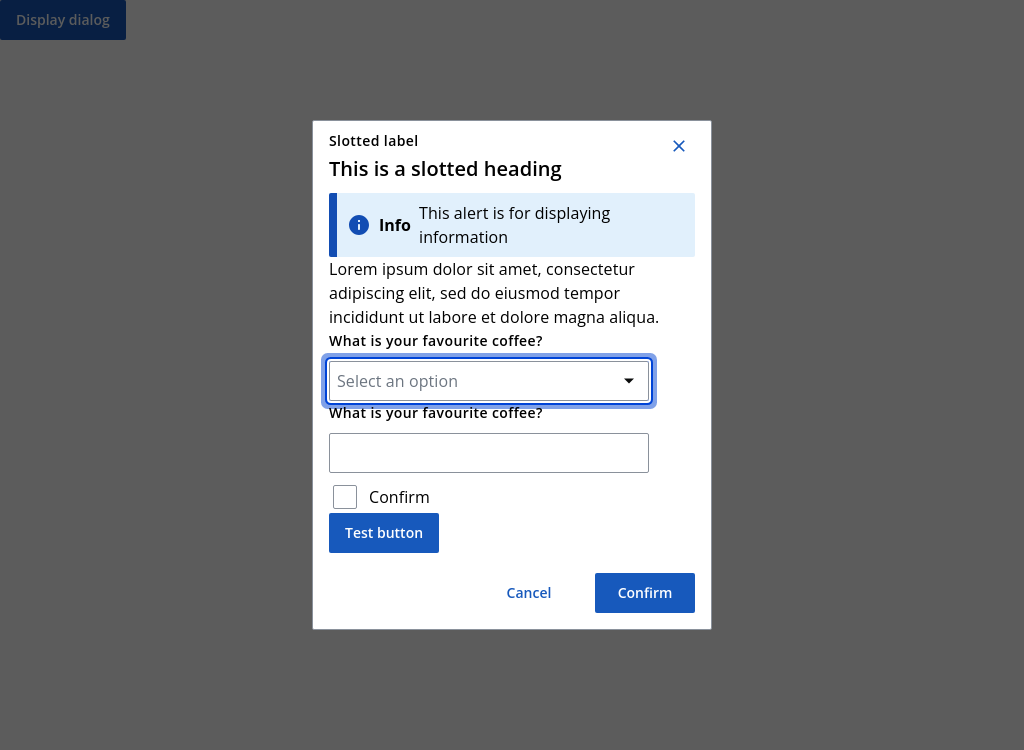 Display dialog
Slotted label
This is a slotted heading
Info This alert is for displaying
information
Lorem ipsum dolor sit amet, consectetur
adipiscing elit, sed do eiusmod tempor
incididunt ut labore et dolore magna aliqua.
What is your favourite coffee?
Select an option
What is your favourite coffee?
Confirm
Test button
Cancel Confirm